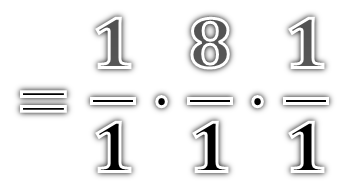 = 1/1 · 8/1 · 1/1